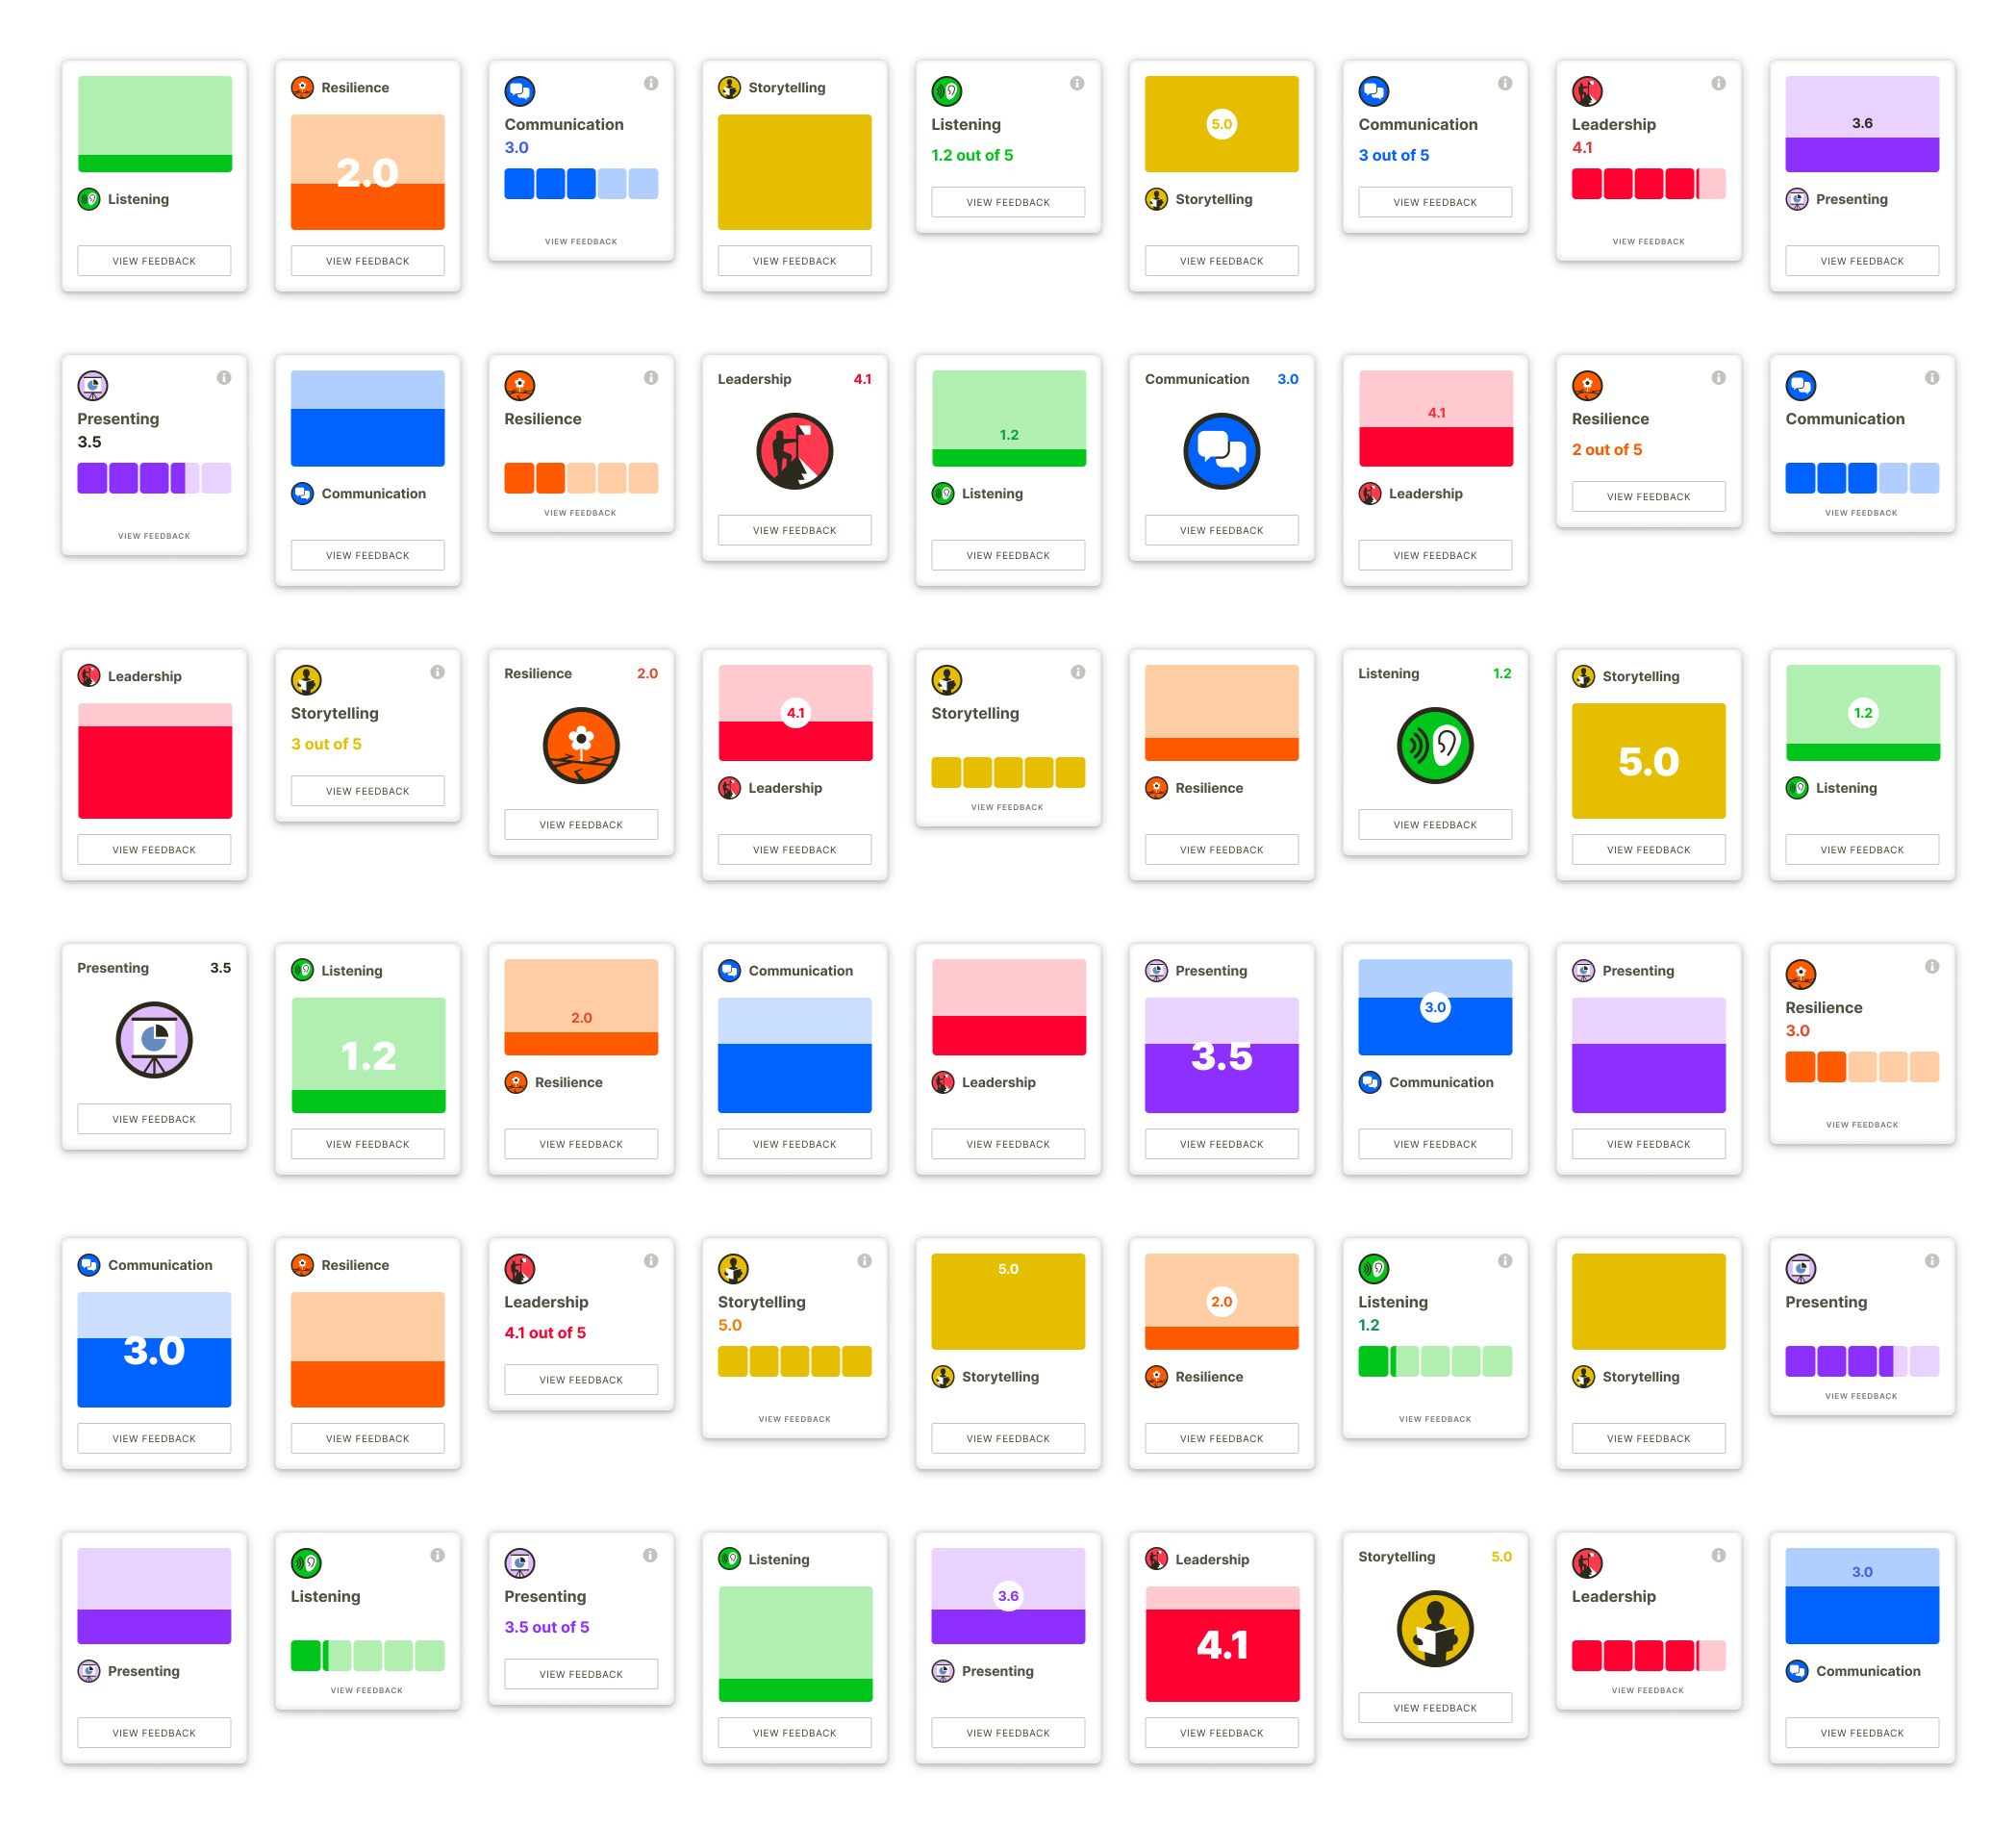 Listening
VIEW FEEDBACK
Resilience
2.0
VIEW FEEDBACK
Communication
3.0
VIEW FEEDBACK
Storytelling
VIEW FEEDBACK
Listening
1.2 out of 5
VIEW FEEDBACK
5.0
Storytelling
VIEW FEEDBACK
Communication
3 out of 5
VIEW FEEDBACK
Leadership
4.1
VIEW FEEDBACK
3.6
Presenting
VIEW FEEDBACK
Presenting
3.5
VIEW FEEDBACK
Communication
VIEW FEEDBACK
Resilience
VIEW FEEDBACK
Leadership 4.1
VIEW FEEDBACK
1.2
Listening
VIEW FEEDBACK
Communication 3.0
VIEW FEEDBACK
4.1
Leadership
VIEW FEEDBACK
Resilience
2 out of 5
VIEW FEEDBACK
Communication
VIEW FEEDBACK
Leadership
VIEW FEEDBACK
Storytelling
3 out of 5
VIEW FEEDBACK
Resilience 2.0
VIEW FEEDBACK
4.1
Leadership
VIEW FEEDBACK
Storytelling
VIEW FEEDBACK
Resilience
VIEW FEEDBACK
Listening 1.2
VIEW FEEDBACK
Storytelling
5.0
VIEW FEEDBACK
1.2
Listening
VIEW FEEDBACK
Presenting 3.5
VIEW FEEDBACK
Listening
1.2
VIEW FEEDBACK
2.0
Resilience
VIEW FEEDBACK
Communication
VIEW FEEDBACK
Leadership
VIEW FEEDBACK
Presenting
3.5
VIEW FEEDBACK
3.0
Communication
VIEW FEEDBACK
Presenting
VIEW FEEDBACK
Resilience
3.0
VIEW FEEDBACK
Communication
3.0
VIEW FEEDBACK
Resilience
VIEW FEEDBACK
Leadership
4.1 out of 5
VIEW FEEDBACK
Storytelling
5.0
VIEW FEEDBACK
5.0
Storytelling
VIEW FEEDBACK
2.0
Resilience
VIEW FEEDBACK
Listening
1.2
VIEW FEEDBACK
Storytelling
VIEW FEEDBACK
Presenting
VIEW FEEDBACK
Presenting
VIEW FEEDBACK
Listening
VIEW FEEDBACK
Presenting
3.5 out of 5
VIEW FEEDBACK
Listening
VIEW FEEDBACK
3.6
Presenting
VIEW FEEDBACK
Leadership
4.1
VIEW FEEDBACK
Storytelling 5.0
VIEW FEEDBACK
Leadership
VIEW FEEDBACK
3.0
Communication
VIEW FEEDBACK